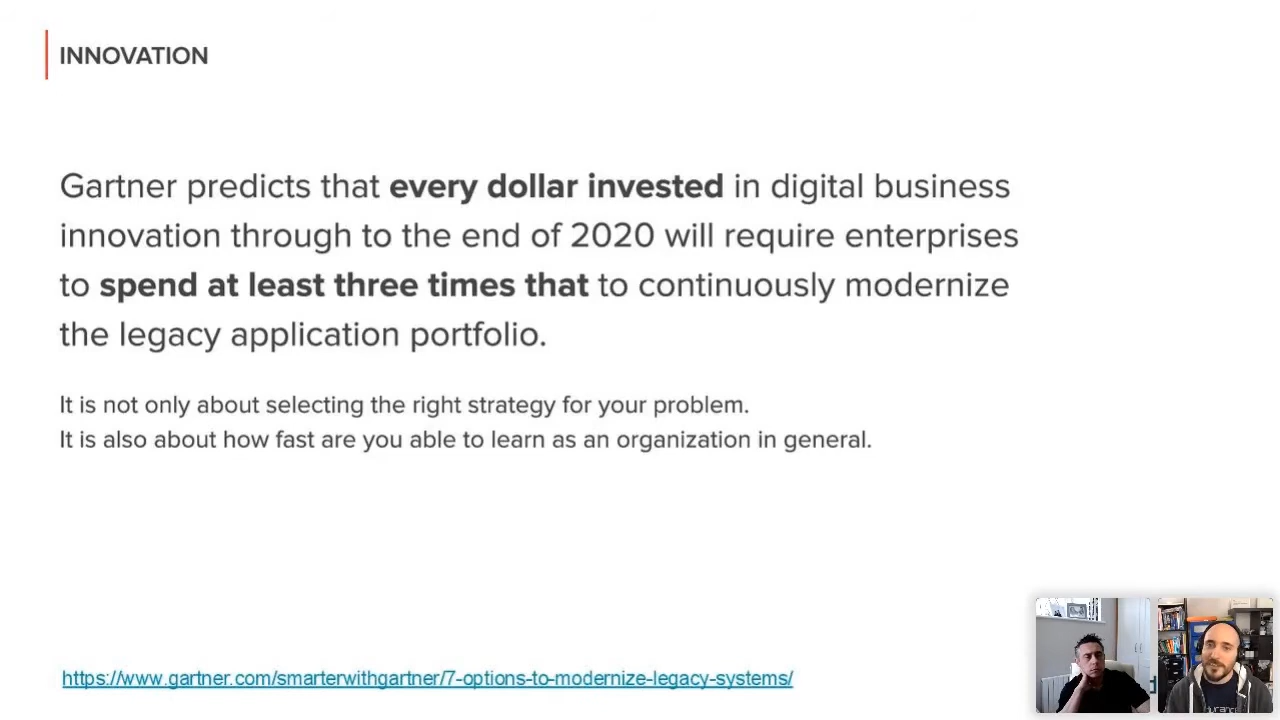 INNOVATION
Gartner predicts that every dollar invested in digital business
innovation through to the end of 2020 will require enterprises
to spend at least three times that to continuously modernize
the legacy application portfolio.
It is not only about selecting the right strategy for your problem.
It is also about how fast are you able to learn as an organization in general.
https://www.gartner.com/smarterwithgartner/7-options-to-modernize-legacy-systems/